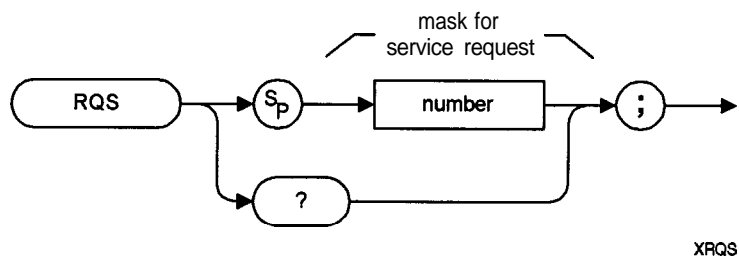 mask for
service request
RQS
SP
number
;
?
XRQS